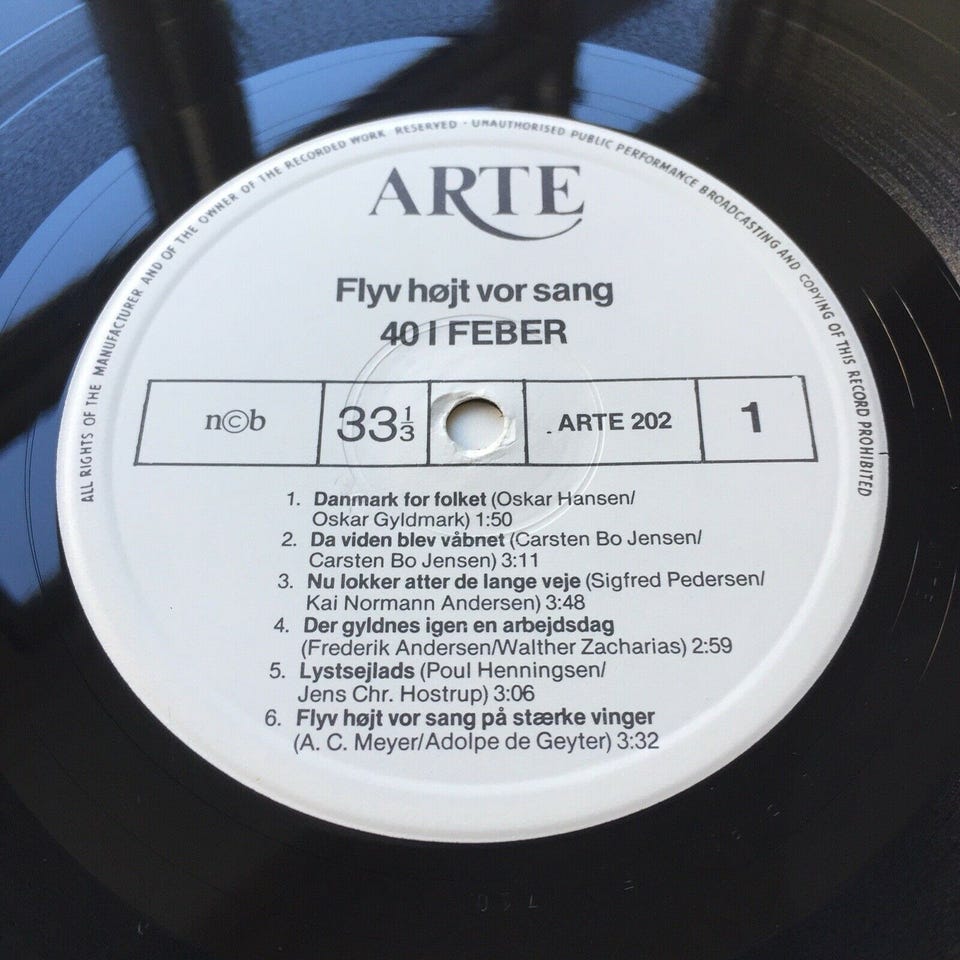 ALL RIGHTS OF THE MANUFACTURER AND OF THE OWNER OF THE RECORDED WORK RESERVED · UNAUTHORISED PUBLIC PERFORMANCE BROADCASTING AND COPYING OF THIS RECORD PROHIBITED
ARTE
Flyv højt vor sang
40 I FEBER
n©b 33 1/3 ARTE 202 1
1. Danmark for folket (Oskar Hansen/
Oskar Gyldmark) 1:50
2. Da viden blev våbnet (Carsten Bo Jensen/
Carsten Bo Jensen) 3:11
3. Nu lokker atter de lange veje (Sigfred Pedersen/
Kai Normann Andersen) 3:48
4. Der gyldnes igen en arbejdsdag
(Frederik Andersen/Walther Zacharias) 2:59
5. Lystsejlads (Poul Henningsen/
Jens Chr. Hostrup) 3:06
6. Flyv højt vor sang på stærke vinger
(A. C. Meyer/Adolpe de Geyter) 3:32